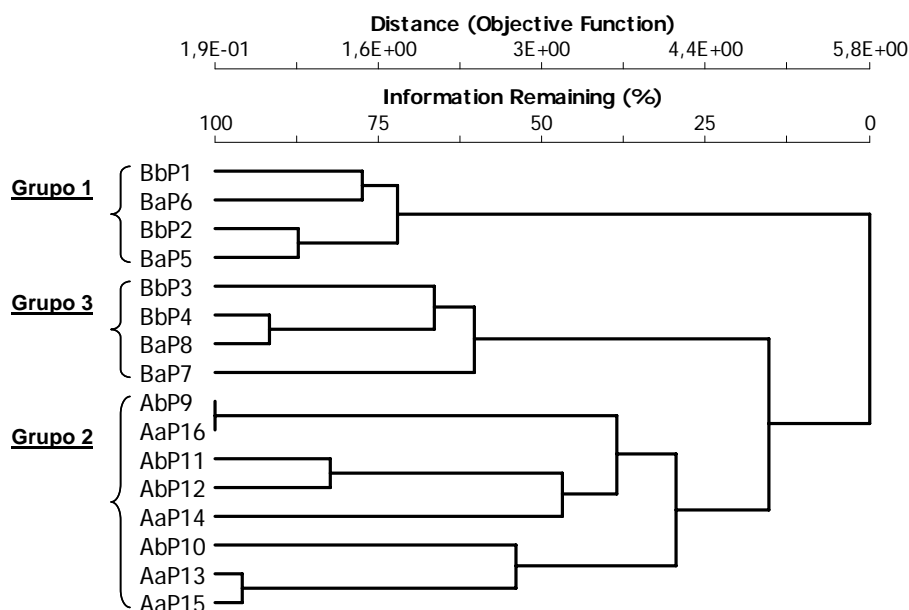 Distance (Objective Function)
1,9E-01 1,6E+00 3E+00 4,4E+00 5,8E+00
Information Remaining (%)
100 75 50 25 0
Grupo 1
BbP1
BaP6
BbP2
BaP5
Grupo 3
BbP3
BbP4
BaP8
BaP7
Grupo 2
AbP9
AaP16
AbP11
AbP12
AaP14
AbP10
AaP13
AaP15